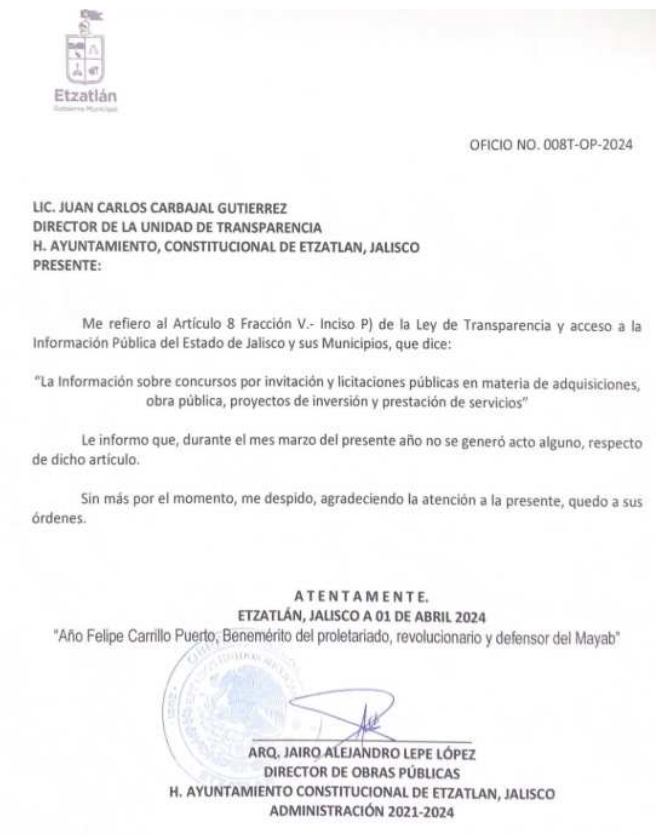 Etzatlán
Gobierno Municipal
OFICIO NO. 008T-OP-2024
LIC. JUAN CARLOS CARBAJAL GUTIERREZ
DIRECTOR DE LA UNIDAD DE TRANSPARENCIA
H. AYUNTAMIENTO, CONSTITUCIONAL DE ETZATLAN, JALISCO
PRESENTE:
Me refiero al Artículo 8 Fracción V.- Inciso P) de la Ley de Transparencia y acceso a la
Información Pública del Estado de Jalisco y sus Municipios, que dice:
"La Información sobre concursos por invitación y licitaciones públicas en materia de adquisiciones,
obra pública, proyectos de inversión y prestación de servicios"
Le informo que, durante el mes marzo del presente año no se generó acto alguno, respecto
de dicho artículo.
Sin más por el momento, me despido, agradeciendo la atención a la presente, quedo a sus
órdenes.
ATENTAMENTE.
ETZATLÁN, JALISCO A 01 DE ABRIL 2024
"Año Felipe Carrillo Puerto, Benemérito del proletariado, revolucionario y defensor del Mayab"
ARQ. JAIRO ALEJANDRO LEPE LÓPEZ
DIRECTOR DE OBRAS PÚBLICAS
H. AYUNTAMIENTO CONSTITUCIONAL DE ETZATLAN, JALISCO
ADMINISTRACIÓN 2021-2024